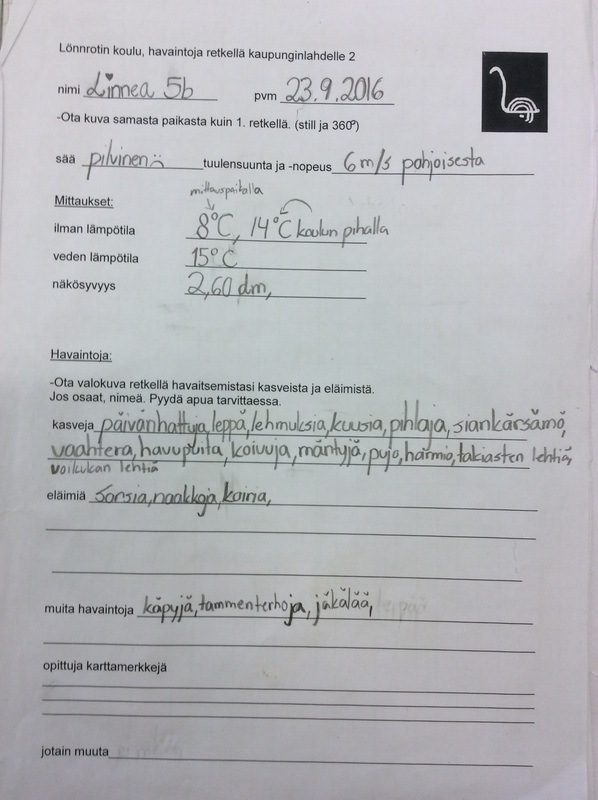 Lönnrotin koulu, havaintoja retkellä kaupunginlahdelle 2
nimi Linnea 5b pvm 23.9.2016
-Ota kuva samasta paikasta kuin 1. retkellä. (still ja 360º)
sää pilvinen tuulensuunta ja -nopeus 6 m/s pohjoisesta
Mittaukset:
mittauspaikalla
ilman lämpötila 8°C, 14°C koulun pihalla
veden lämpötila 15°C
näkösyvyys 2,60 dm,
Havaintoja:
-Ota valokuva retkellä havaitsemistasi kasveista ja eläimistä.
Jos osaat, nimeä. Pyydä apua tarvittaessa.
kasveja päivänhattuja, leppä, lehmuksia, kuusia, pihlaja, siankärsämö,
vaahtera, havupuita, koivuja, mäntyjä, pujo, harmio, takiasten lehtiä,
voikukan lehtiä
eläimiä Sorsia, naakkoja, koira,
muita havaintoja käpyjä, tammenterhoja, jäkälää,
opittuja karttamerkkejä
jotain muuta